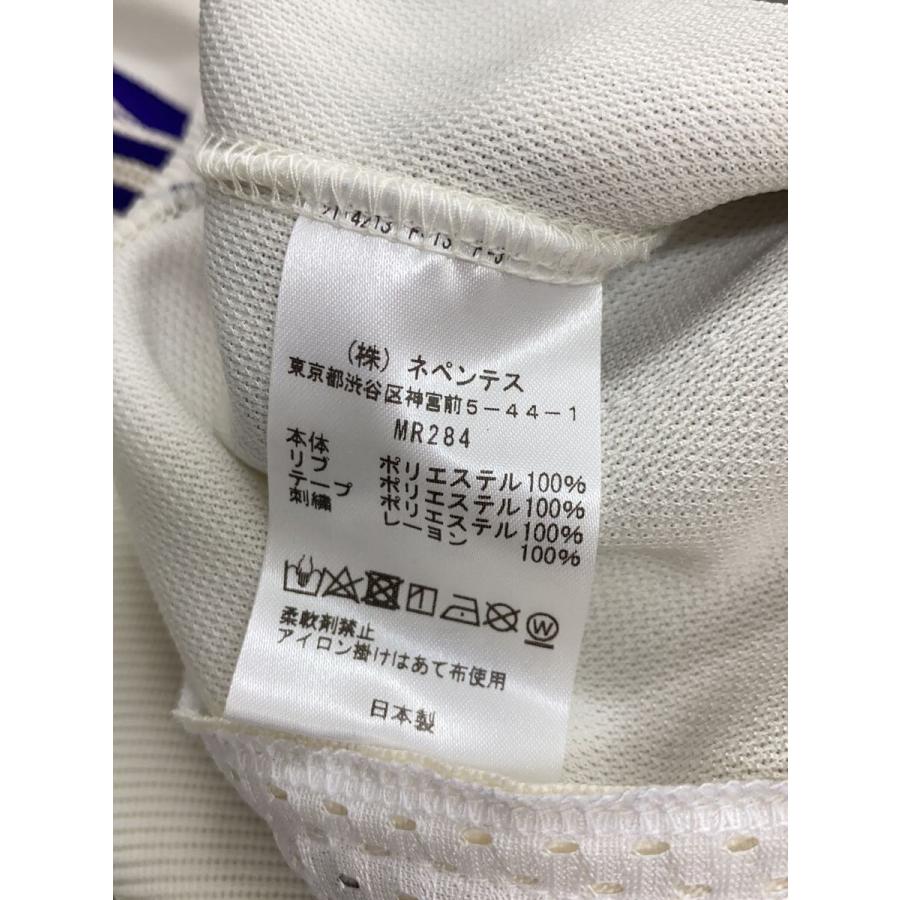 (株) ネペンテス
東京都渋谷区神宮前5-44-1
MR284
本体 ポリエステル100%
リブ ポリエステル100%
テープ ポリエステル100%
刺繍 レーヨン 100%
W
柔軟剤禁止
アイロン掛けはあて布使用
日本製